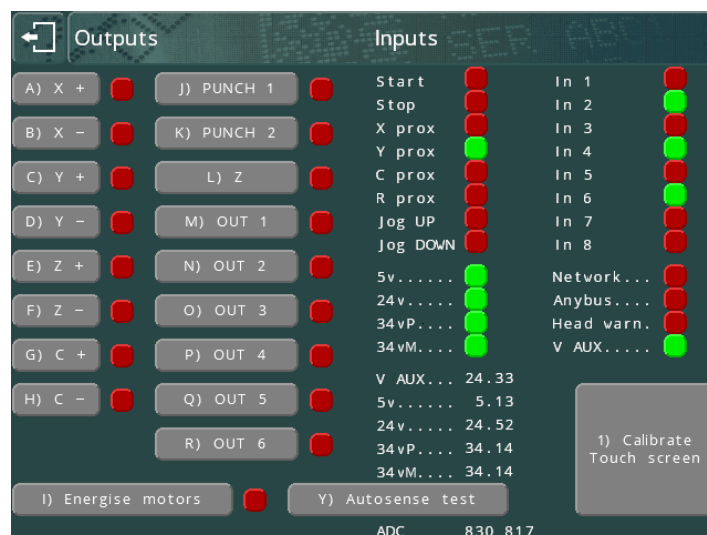 Outputs
Inputs
A) X +
J) PUNCH 1
B) X -
K) PUNCH 2
C) Y +
L) Z
D) Y -
M) OUT 1
E) Z +
N) OUT 2
F) Z -
O) OUT 3
G) C +
P) OUT 4
H) C -
Q) OUT 5
R) OUT 6
I) Energise motors
Y) Autosense test
Start
Stop
X prox
Y prox
C prox
R prox
Jog UP
Jog DOWN
5v......
24v.....
34vP....
34vM....
V AUX... 24.33
5v...... 5.13
24v..... 24.52
34vP.... 34.14
34vM.... 34.14
ADC 830 817
In 1
In 2
In 3
In 4
In 5
In 6
In 7
In 8
Network...
Anybus....
Head warn.
V AUX.....
1) Calibrate
Touch screen